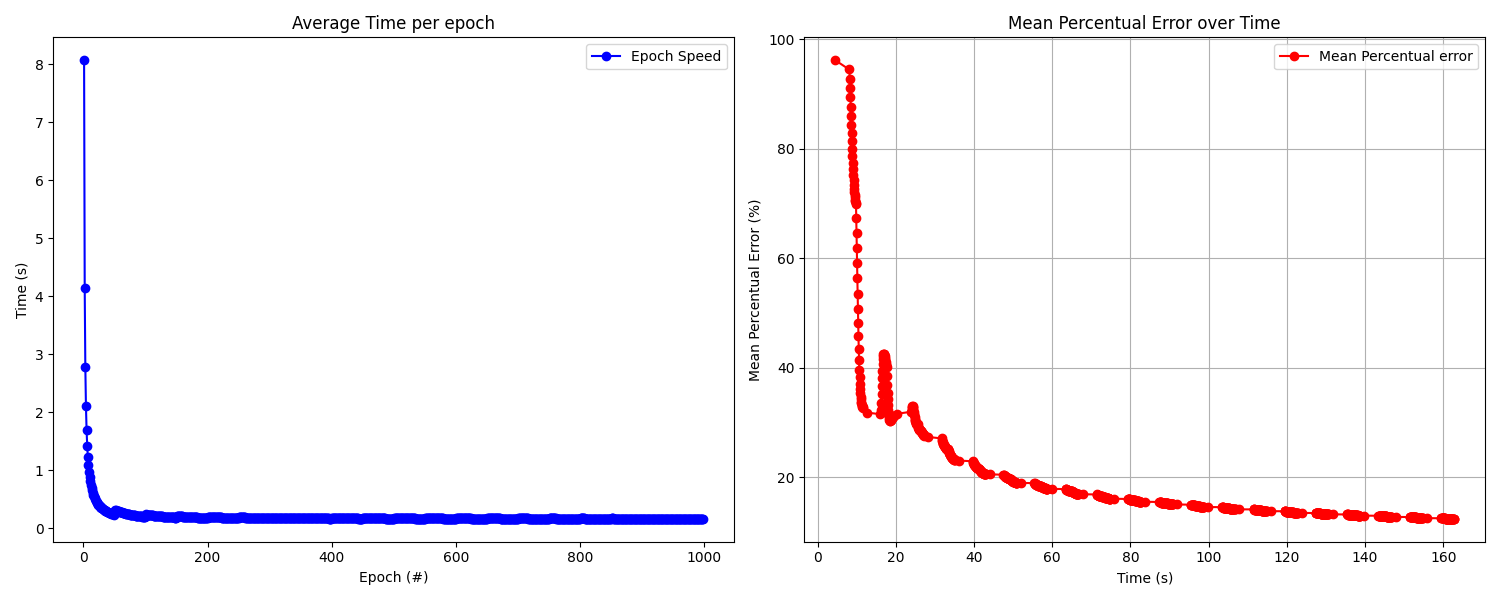 Average Time per epoch
Epoch Speed
8
7
6
5
4
3
2
1
0
Time (s)
0 200 400 600 800 1000
Epoch (#)
Mean Percentual Error over Time
Mean Percentual error
100
80
60
40
20
Mean Percentual Error (%)
0 20 40 60 80 100 120 140 160
Time (s)